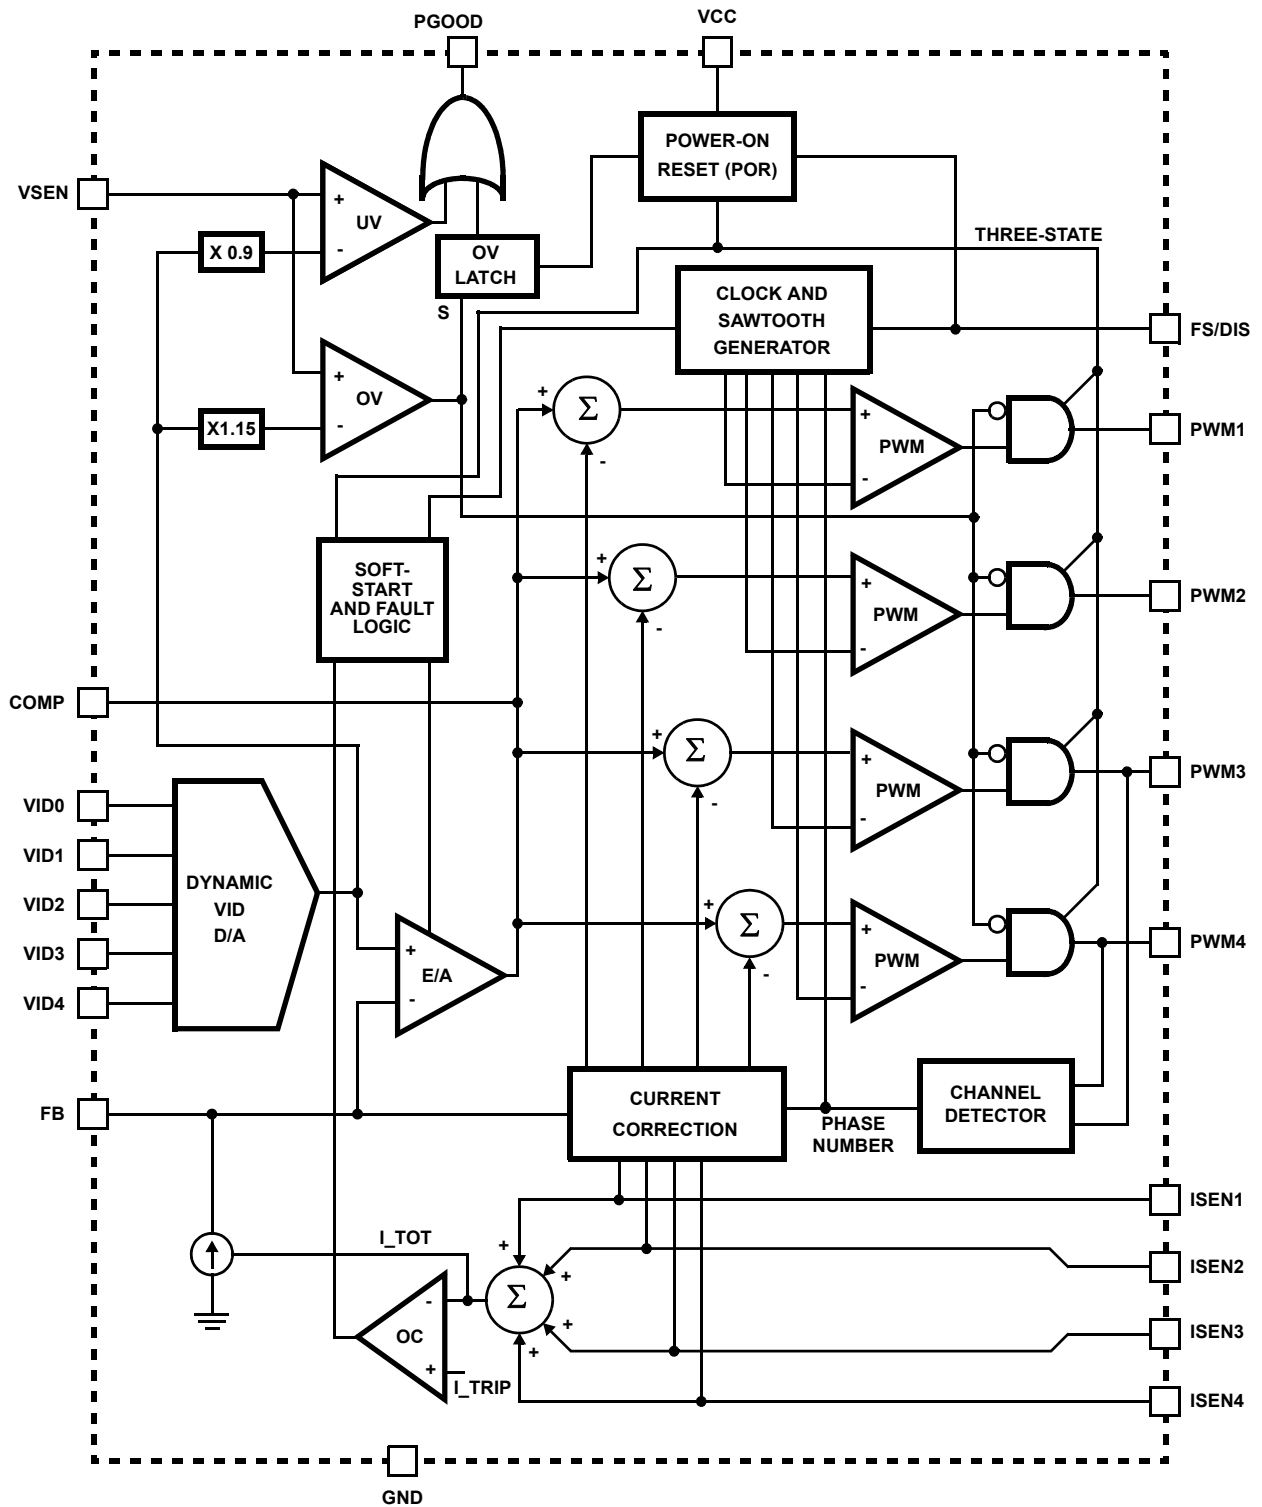 PGOOD
VCC
POWER-ON
RESET (POR)
VSEN
+
UV
-
X 0.9
OV
LATCH
S
THREE-STATE
CLOCK AND
SAWTOOTH
GENERATOR
FS/DIS
+
OV
-
X1.15
+
Σ
-
+
PWM
-
PWM1
SOFT-
START
AND FAULT
LOGIC
+
Σ
-
+
PWM
-
PWM2
COMP
+
Σ
-
+
PWM
-
PWM3
VID0
VID1
VID2
VID3
VID4
DYNAMIC
VID
D/A
+
E/A
-
+
Σ
-
+
PWM
-
PWM4
FB
CURRENT
CORRECTION
PHASE
NUMBER
CHANNEL
DETECTOR
ISEN1
I_TOT
+
+
Σ
+
+
ISEN2
-
OC
+
I_TRIP
ISEN3
ISEN4
GND